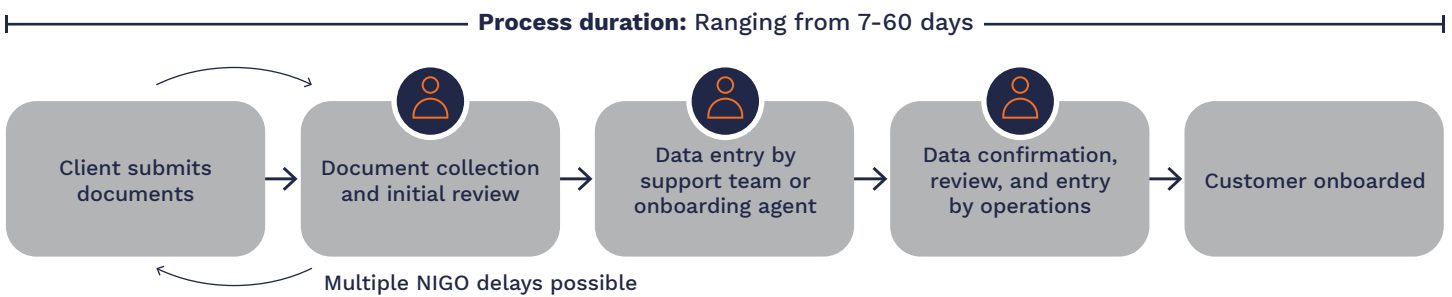 Process duration: Ranging from 7-60 days
Client submits
documents
Document collection
and initial review
Data entry by
support team or
onboarding agent
Data confirmation,
review, and entry
by operations
Customer onboarded
Multiple NIGO delays possible